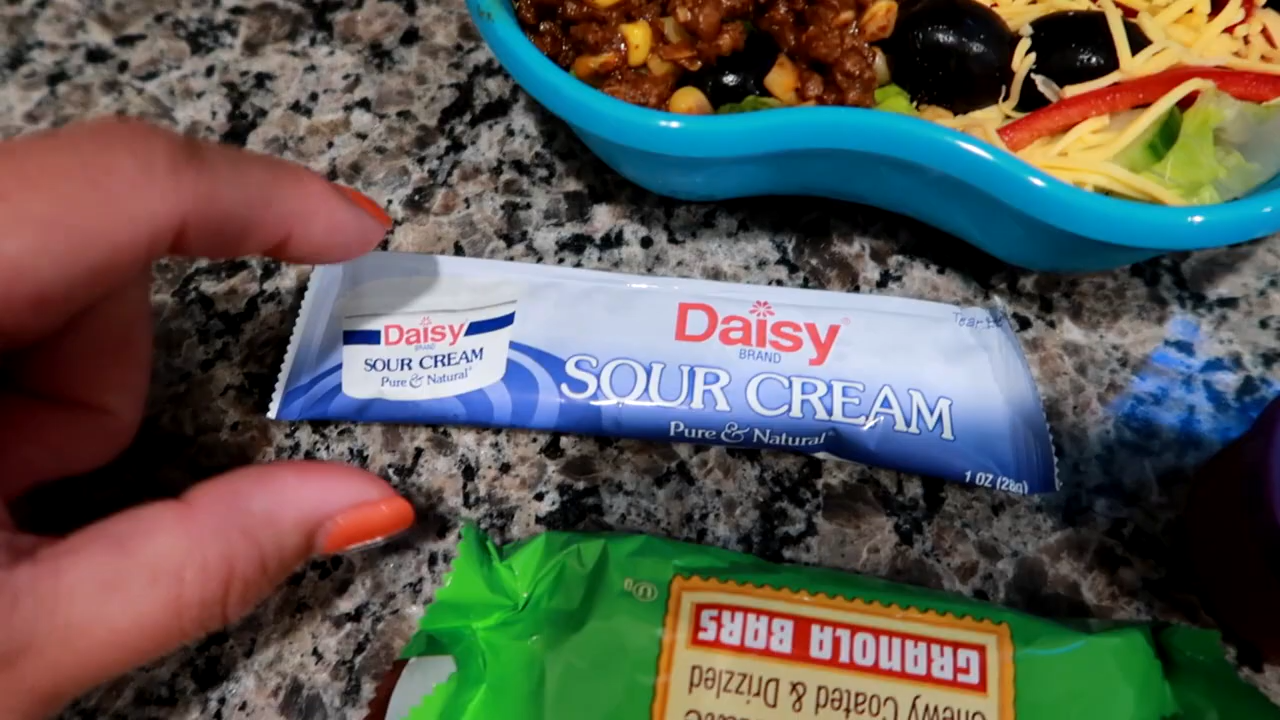 Daisy
BRAND
SOUR CREAM
Pure & Natural
Daisy
BRAND
SOUR CREAM
Pure & Natural
1 OZ (28g)
GRANOLA BARS
Coated & Drizzled